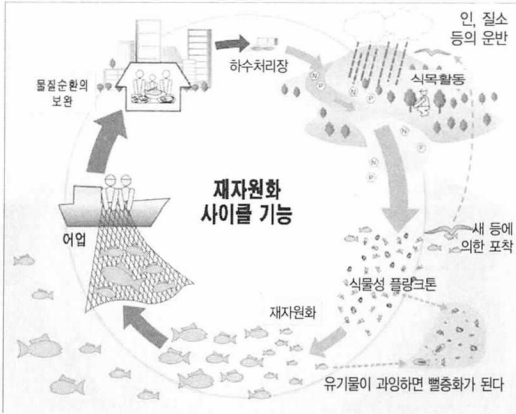 인, 질소
등의 운반
하수처리장
식목활동
물질순환의
보완
N
P
N
P
N
P
N
P
재자원화
사이클 기능
어업
새 등에
의한 포착
식물성 플랑크톤
재자원화
유기물이 과잉하면 뻘층화가 된다